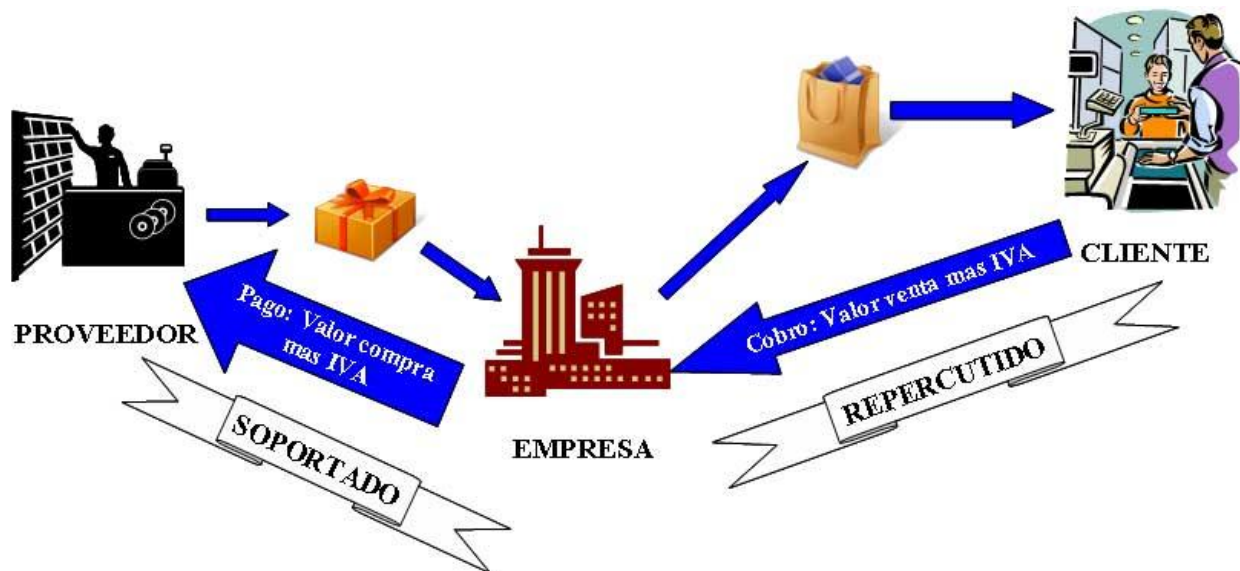 CLIENTE
Cobro: Valor venta mas IVA
REPERCUTIDO
PROVEEDOR
Pago: Valor compra
mas IVA
SOPORTADO
EMPRESA